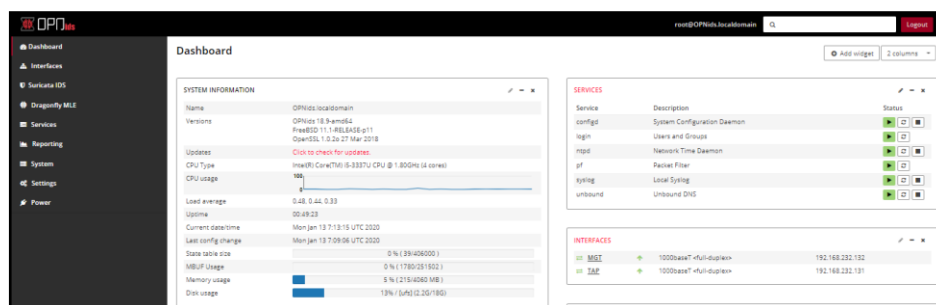 OPNids
root@OPNids.localdomain
Logout
Dashboard
Interfaces
Suricata IDS
Dragonfly MLE
Services
Reporting
System
Settings
Power
Dashboard
Add widget
2 columns
SYSTEM INFORMATION
Name OPNids.localdomain
Versions OPNids 18.9-amd64
FreeBSD 11.1-RELEASE-p11
OpenSSL 1.0.2o 27 Mar 2018
Updates Click to check for updates.
CPU Type Intel(R) Core(TM) i5-3337U CPU @ 1.80GHz (4 cores)
CPU usage 100
0
Load average 0.48, 0.44, 0.33
Uptime 00:49:23
Current date/time Mon Jan 13 7:13:15 UTC 2020
Last config change Mon Jan 13 7:09:06 UTC 2020
State table size 0 % ( 39/406000 )
MBUF Usage 0 % ( 1780/251502 )
Memory usage 5 % ( 215/4060 MB )
Disk usage 13% / [ufs] (2.2G/18G)
SERVICES
Service Description Status
configd System Configuration Daemon
login Users and Groups
ntpd Network Time Daemon
pf Packet Filter
syslog Local Syslog
unbound Unbound DNS
INTERFACES
MGT 1000baseT <full-duplex> 192.168.232.132
TAP 1000baseT <full-duplex> 192.168.232.131